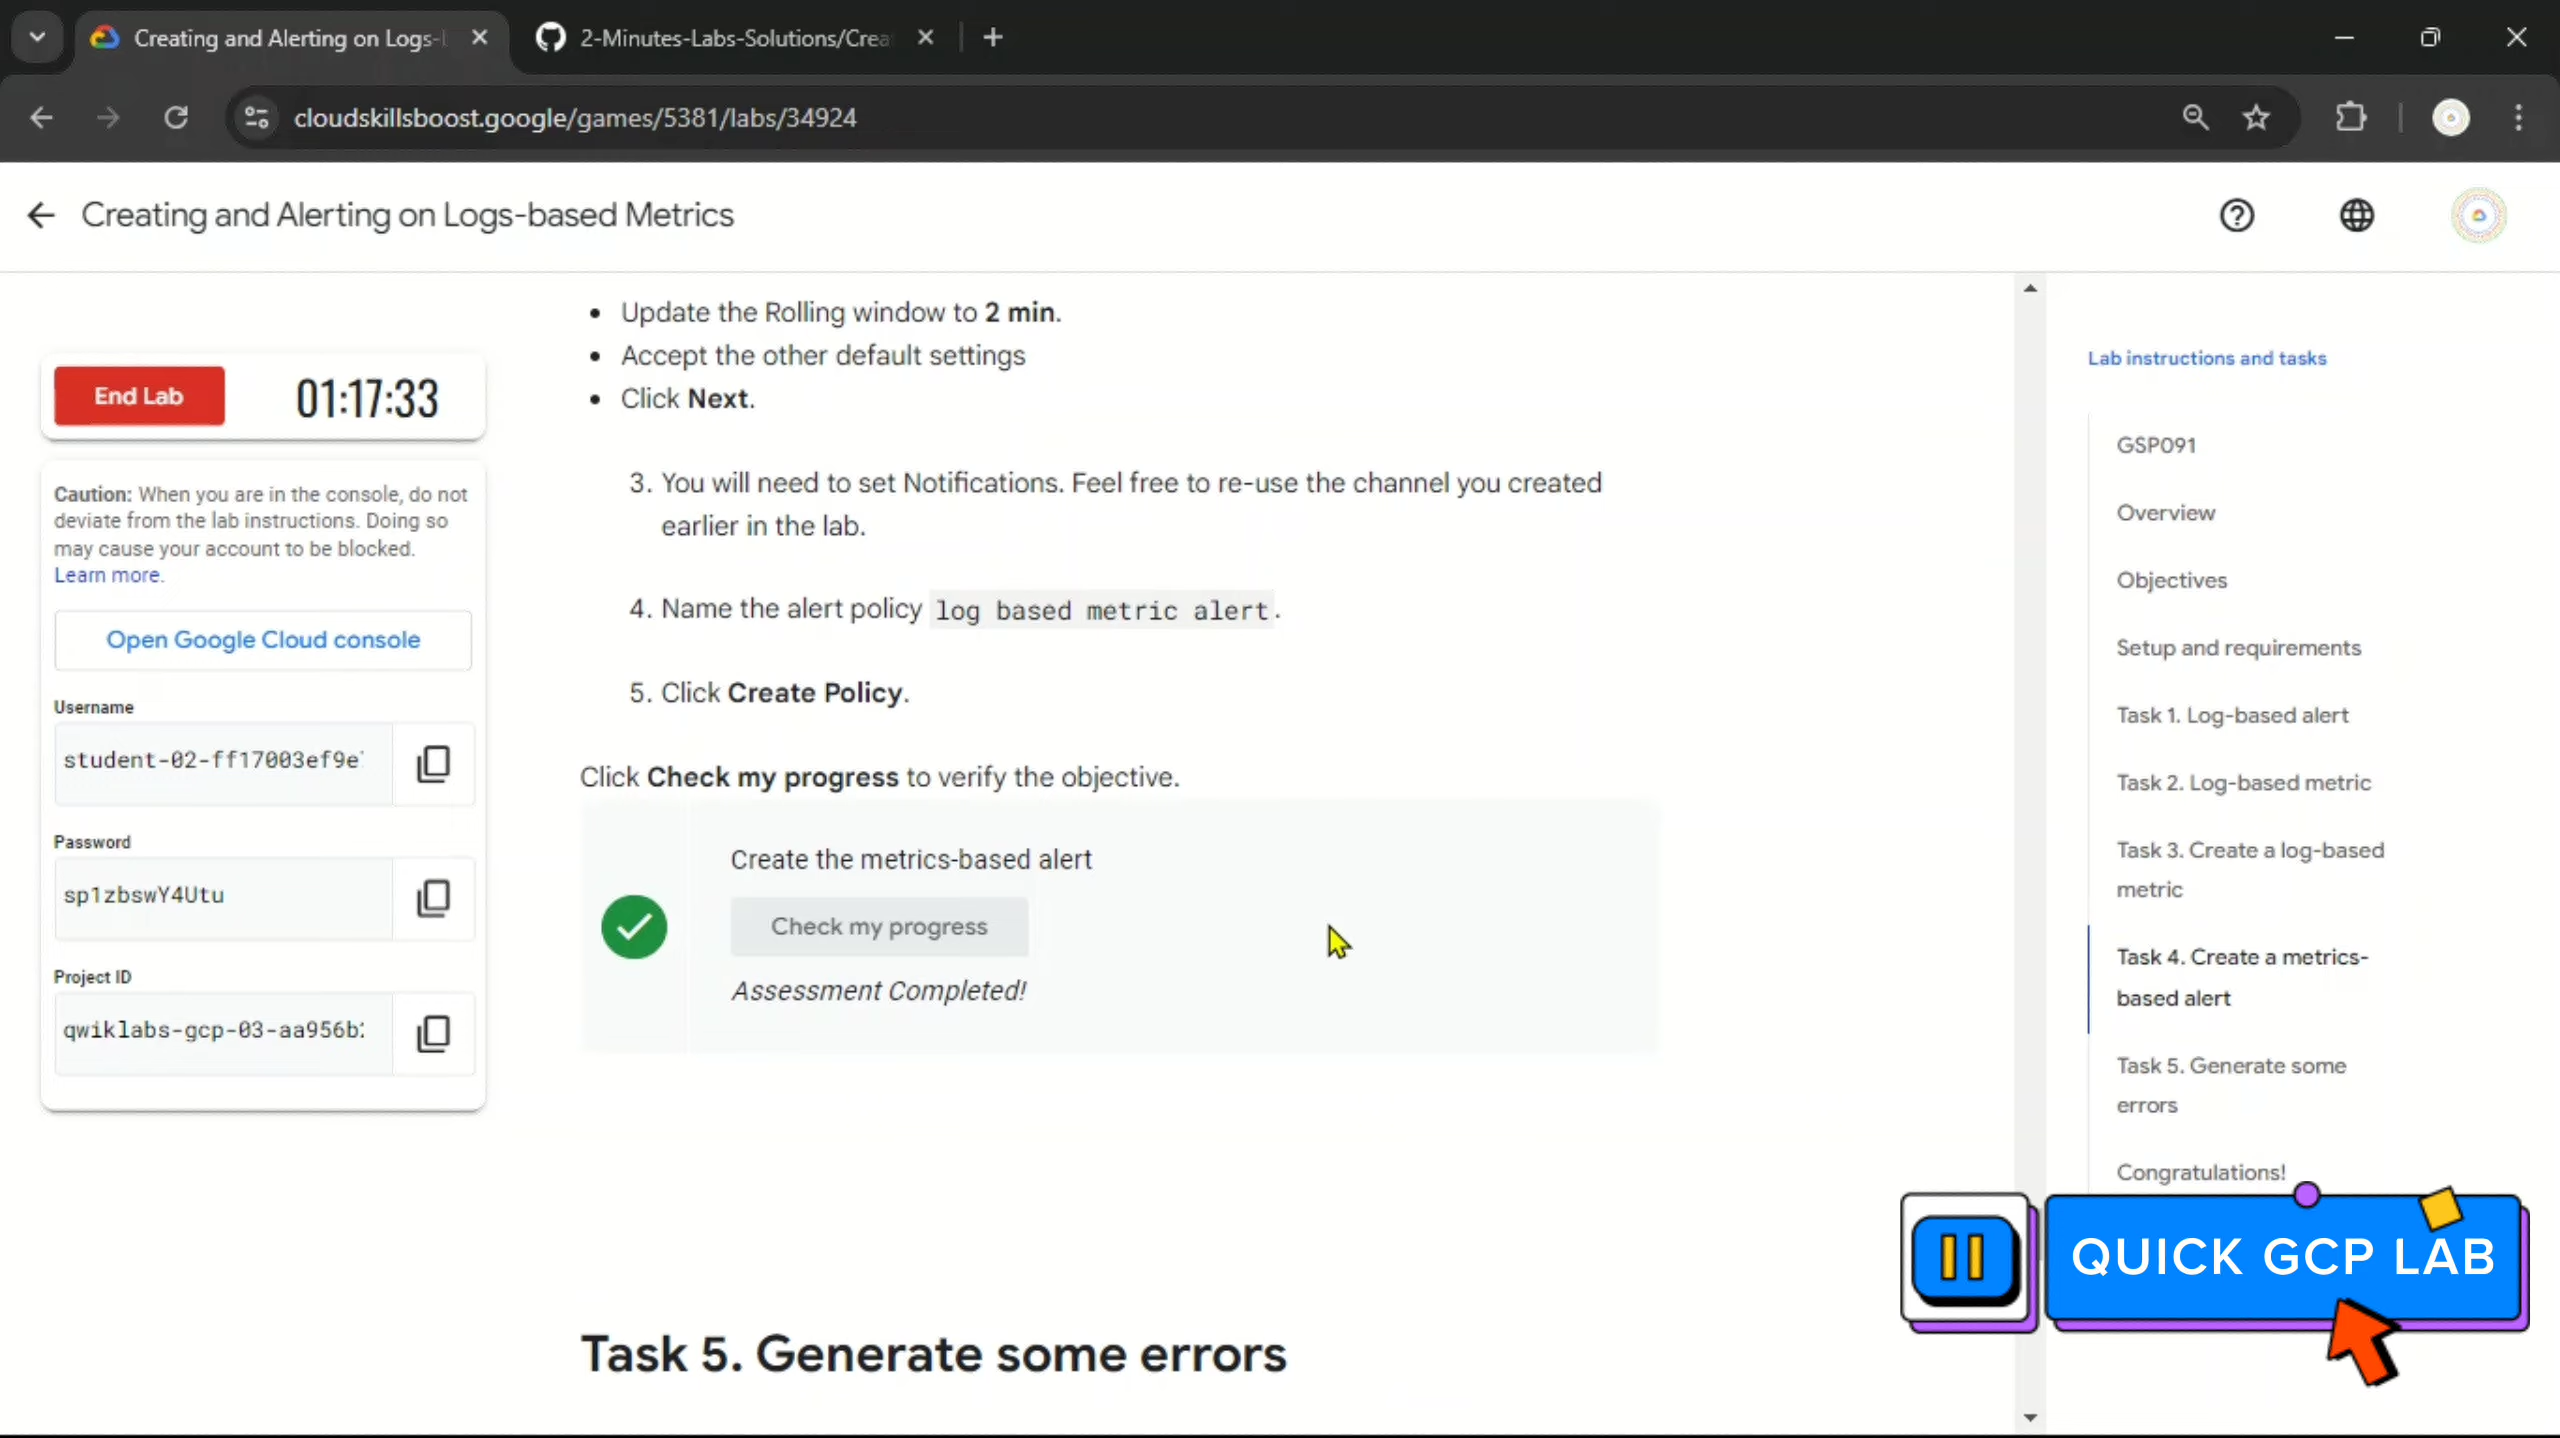 Creating and Alerting on Logs-
2-Minutes-Labs-Solutions/Crea
cloudskillsboost.google/games/5381/labs/34924
Creating and Alerting on Logs-based Metrics
End Lab
01:17:33
Caution: When you are in the console, do not
deviate from the lab instructions. Doing so
may cause your account to be blocked.
Learn more.
Open Google Cloud console
Username
student-02-ff17003ef9e
Password
sp1zbswY4Utu
Project ID
qwiklabs-gcp-03-aa956b
• Update the Rolling window to 2 min.
• Accept the other default settings
• Click Next.
3. You will need to set Notifications. Feel free to re-use the channel you created
earlier in the lab.
4. Name the alert policy log based metric alert.
5. Click Create Policy.
Click Check my progress to verify the objective.
Create the metrics-based alert
Check my progress
Assessment Completed!
Task 5. Generate some errors
Lab instructions and tasks
GSP091
Overview
Objectives
Setup and requirements
Task 1. Log-based alert
Task 2. Log-based metric
Task 3. Create a log-based
metric
Task 4. Create a metrics-
based alert
Task 5. Generate some
errors
Congratulations!
QUICK GCP LAB